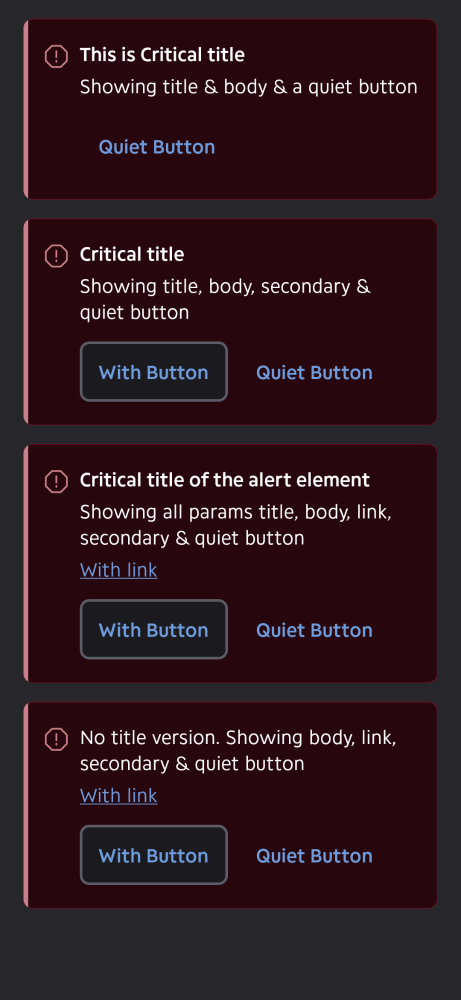 This is Critical title
Showing title & body & a quiet button
Quiet Button
Critical title
Showing title, body, secondary &
quiet button
With Button
Quiet Button
Critical title of the alert element
Showing all params title, body, link,
secondary & quiet button
With link
With Button
Quiet Button
No title version. Showing body, link,
secondary & quiet button
With link
With Button
Quiet Button